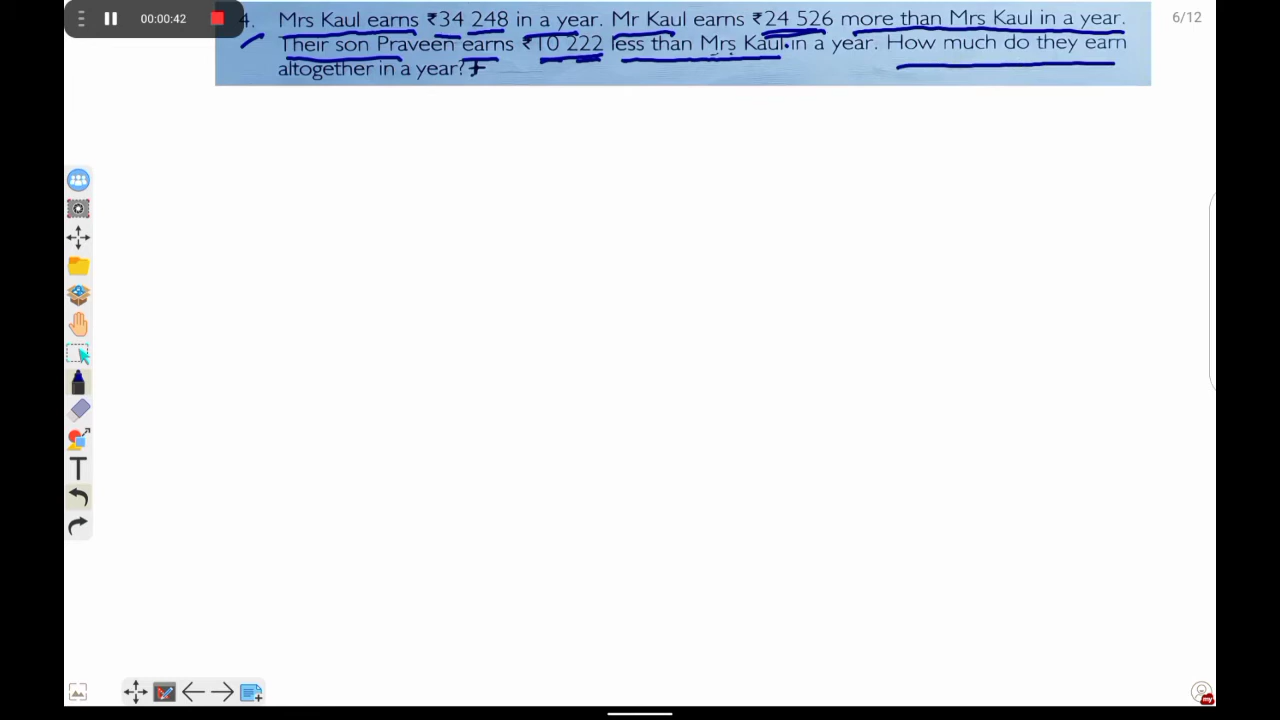 00:00:42
6/12
4. Mrs Kaul earns ₹34 248 in a year. Mr Kaul earns ₹24 526 more than Mrs Kaul in a year.
Their son Praveen earns ₹10 222 less than Mrs Kaul in a year. How much do they earn
altogether in a year? +
T
my